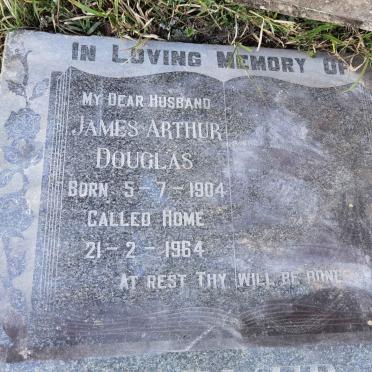 IN LOVING MEMORY OF
MY DEAR HUSBAND
JAMES ARTHUR
DOUGLAS
BORN 5-7-1904
CALLED HOME
21-2-1964
AT REST THY WILL BE DONE